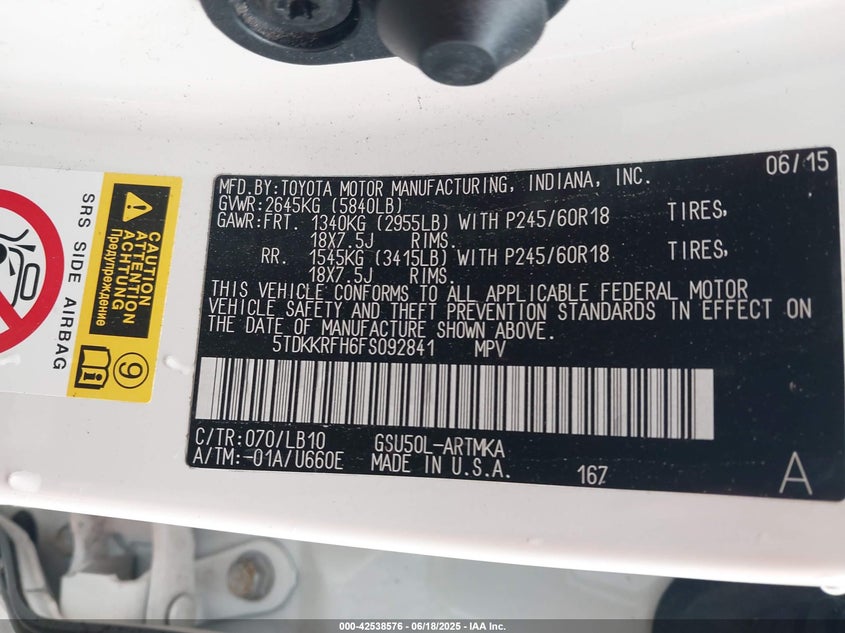 SRS SIDE AIRBAG
CAUTION
ATTENTION
ACHTUNG
Предупреждение
9
06/15
MFD.BY:TOYOTA MOTOR MANUFACTURING, INDIANA, INC.
GVWR:2645KG (5840LB)
GAWR:FRT. 1340KG (2955LB) WITH P245/60R18 TIRES,
18X7.5J RIMS.
RR. 1545KG (3415LB) WITH P245/60R18 TIRES,
18X7.5J RIMS.
THIS VEHICLE CONFORMS TO ALL APPLICABLE FEDERAL MOTOR
VEHICLE SAFETY AND THEFT PREVENTION STANDARDS IN EFFECT ON
THE DATE OF MANUFACTURE SHOWN ABOVE.
5TDKKRFH6FS092841 MPV
C/TR:070/LB10 GSU50L-ARTMKA
A/TM:-01A/U660E MADE IN U.S.A. 167 A
000-42538576 - 06/18/2025 - IAA Inc.